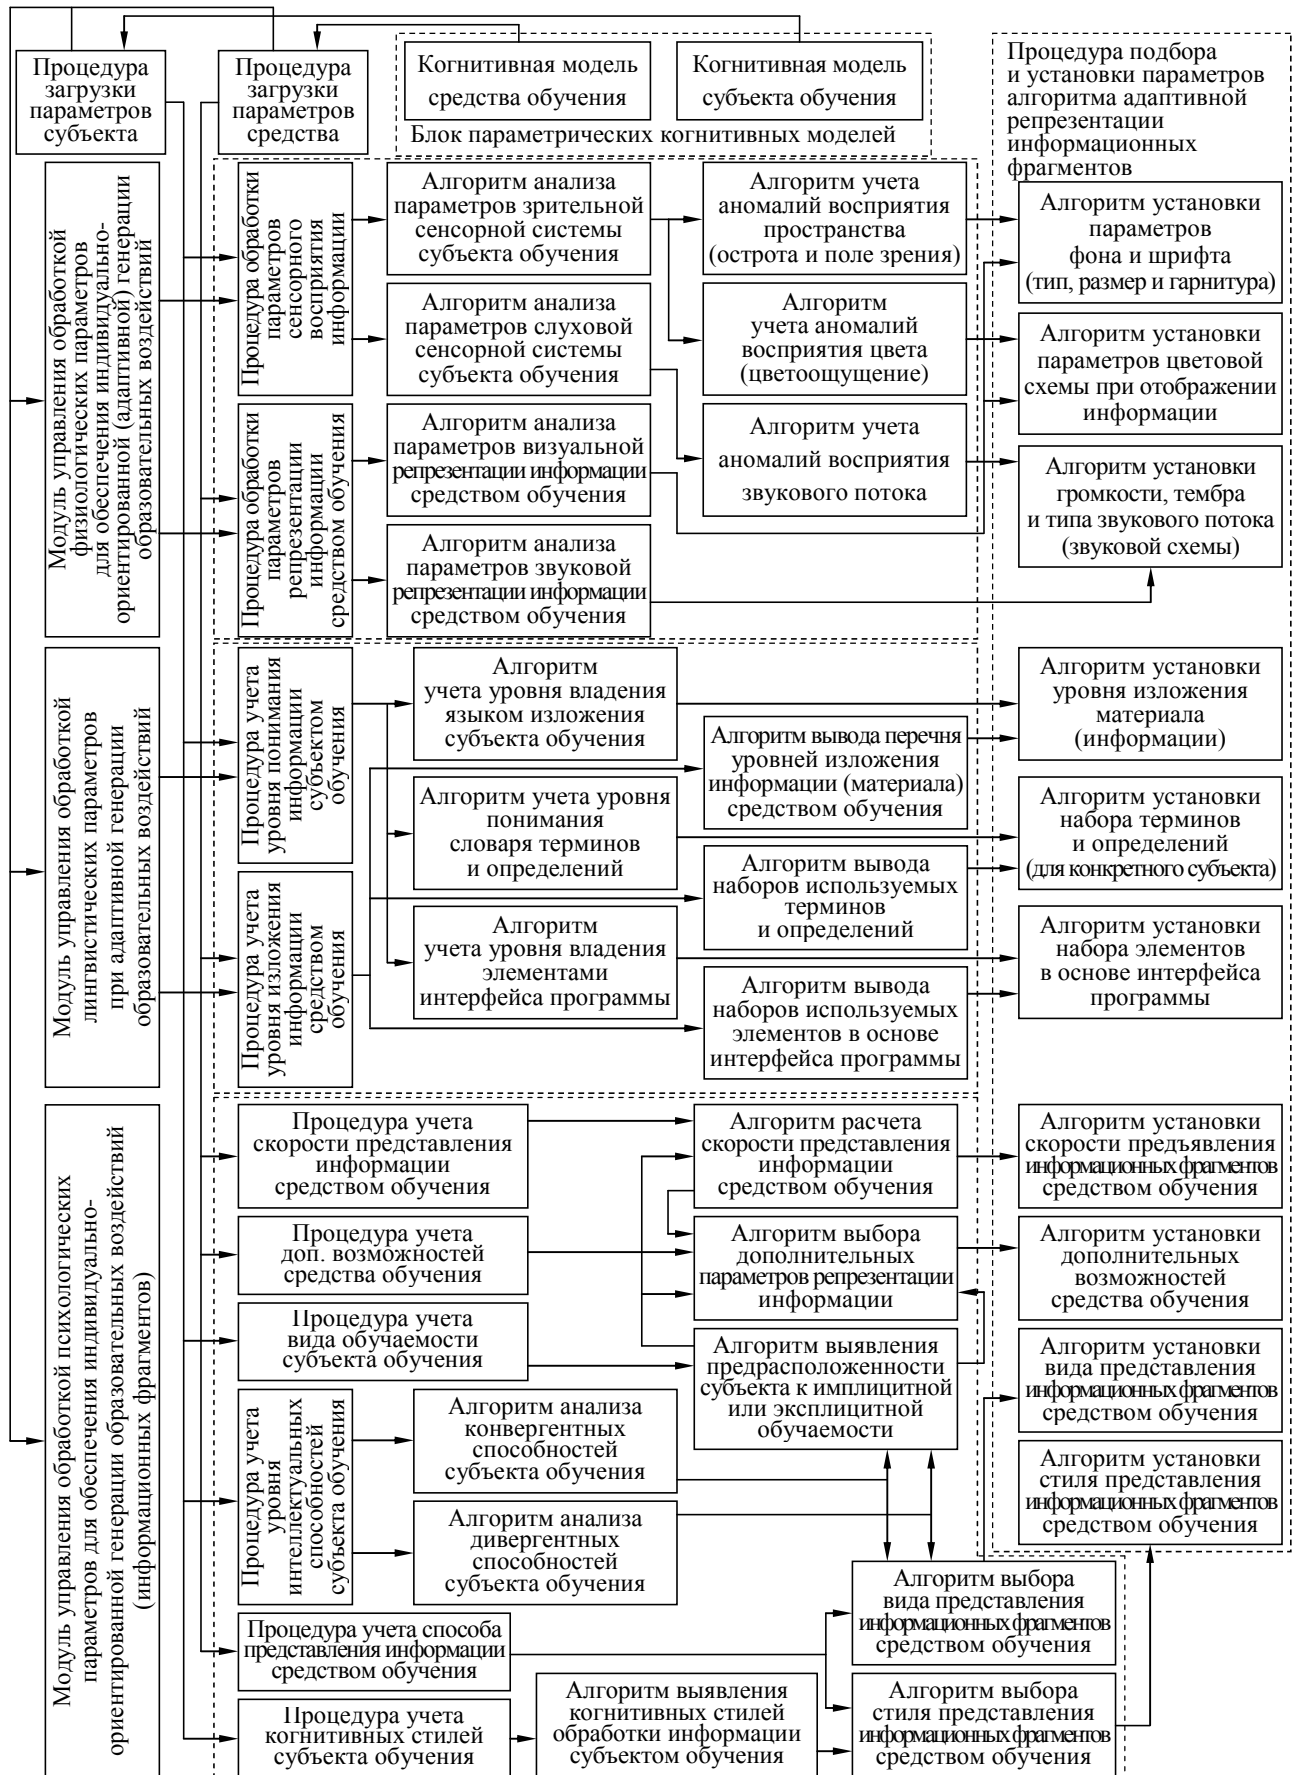 Процедура
загрузки
параметров
субъекта
Процедура
загрузки
параметров
средства
Когнитивная модель
средства обучения
Когнитивная модель
субъекта обучения
Блок параметрических когнитивных моделей
Процедура подбора
и установки параметров
алгоритма адаптивной
репрезентации
информационных
фрагментов
Модуль управления обработкой
физиологических параметров
для обеспечения индивидуально-
ориентированной (адаптивной) генерации
образовательных воздействий
Процедура обработки
параметров
сенсорного
восприятия
информации
Алгоритм анализа
параметров зрительной
сенсорной системы
субъекта обучения
Алгоритм учета
аномалий восприятия
пространства
(острота и поле зрения)
Алгоритм установки
параметров
фона и шрифта
(тип, размер и гарнитура)
Алгоритм анализа
параметров слуховой
сенсорной системы
субъекта обучения
Алгоритм
учета аномалий
восприятия цвета
(цветоощущение)
Алгоритм установки
параметров цветовой
схемы при отображении
информации
Процедура обработки
параметров
репрезентации
информации
средством обучения
Алгоритм анализа
параметров визуальной
репрезентации информации
средством обучения
Алгоритм учета
аномалий восприятия
звукового потока
Алгоритм установки
громкости, тембра
и типа звукового потока
(звуковой схемы)
Алгоритм анализа
параметров звуковой
репрезентации информации
средством обучения
Модуль управления обработкой
лингвистических параметров
при адаптивной генерации
образовательных воздействий
Процедура учета
уровня понимания
информации
субъектом
обучения
Алгоритм
учета уровня владения
языком изложения
субъекта обучения
Алгоритм установки
уровня изложения
материала
(информации)
Алгоритм вывода перечня
уровней изложения
информации (материала)
средством обучения
Алгоритм учета уровня
понимания
словаря терминов
и определений
Алгоритм установки
набора терминов
и определений
(для конкретного субъекта)
Процедура учета
уровня изложения
информации
средством
обучения
Алгоритм вывода
наборов используемых
терминов
и определений
Алгоритм
учета уровня владения
элементами
интерфейса программы
Алгоритм установки
набора элементов
в основе интерфейса
программы
Алгоритм вывода
наборов используемых
элементов в основе
интерфейса программы
Модуль управления обработкой психологических
параметров для обеспечения индивидуально-
ориентированной генерации образовательных воздействий
(информационных фрагментов)
Процедура учета
скорости представления
информации
средством обучения
Алгоритм расчета
скорости представления
информации
средством обучения
Алгоритм установки
скорости предъявления
информационных фрагментов
средством обучения
Процедура учета
доп. возможностей
средства обучения
Алгоритм выбора
дополнительных
параметров репрезентации
информации
Алгоритм установки
дополнительных
возможностей
средства обучения
Процедура учета
вида обучаемости
субъекта обучения
Алгоритм выявления
предрасположенности
субъекта к имплицитной
или эксплицитной
обучаемости
Алгоритм установки
вида представления
информационных фрагментов
средством обучения
Процедура учета
уровня
интеллектуальных
способностей
субъекта обучения
Алгоритм анализа
конвергентных
способностей
субъекта обучения
Алгоритм установки
стиля представления
информационных фрагментов
средством обучения
Алгоритм анализа
дивергентных
способностей
субъекта обучения
Алгоритм выбора
вида представления
информационных фрагментов
средством обучения
Процедура учета способа
представления информации
средством обучения
Процедура учета
когнитивных стилей
субъекта обучения
Алгоритм выявления
когнитивных стилей
обработки информации
субъектом обучения
Алгоритм выбора
стиля представления
информационных фрагментов
средством обучения